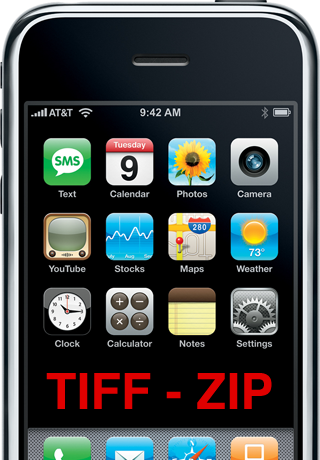 AT&T 9:42 AM
SMS Tuesday 9 280 73°
Text Calendar Photos Camera
YouTube Stocks Maps Weather
Clock Calculator Notes Settings
TIFF - ZIP